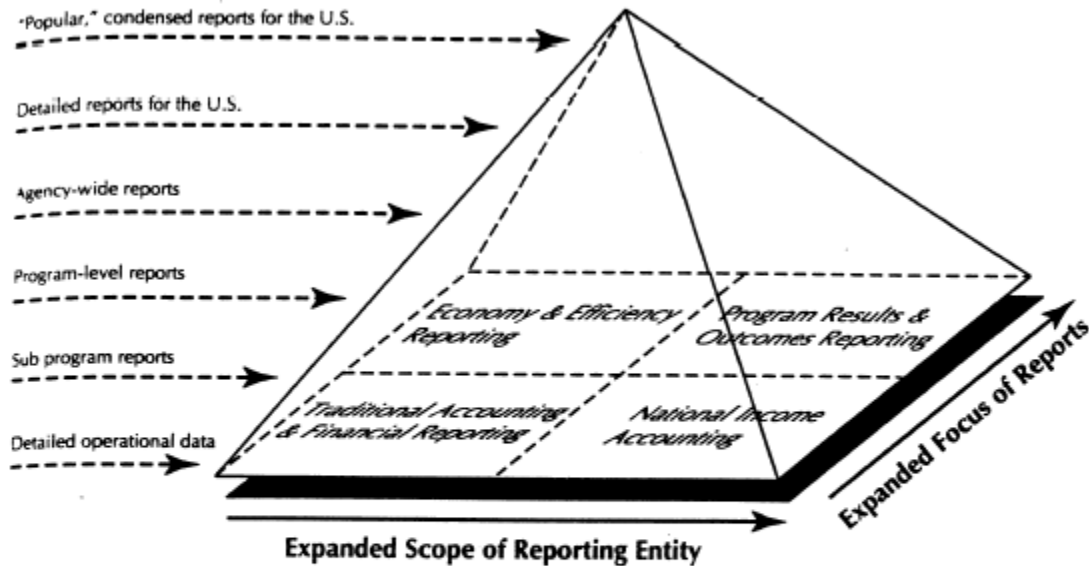 "Popular," condensed reports for the U.S.
Detailed reports for the U.S.
Agency-wide reports
Program-level reports
Economy & Efficiency
Reporting
Program Results &
Outcomes Reporting
Sub program reports
Traditional Accounting
& Financial Reporting
National Income
Accounting
Detailed operational data
Expanded Focus of Reports
Expanded Scope of Reporting Entity